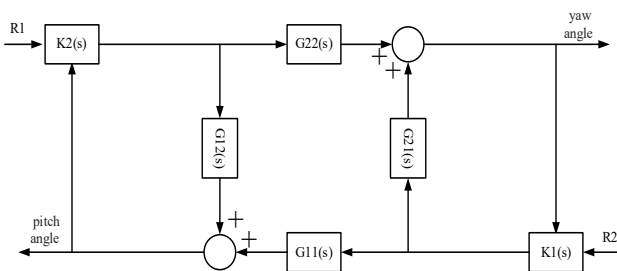 R1
K2(s)
G22(s)
yaw
angle
+
+
G12(s)
G21(s)
pitch
angle
+
+
G11(s)
K1(s)
R2